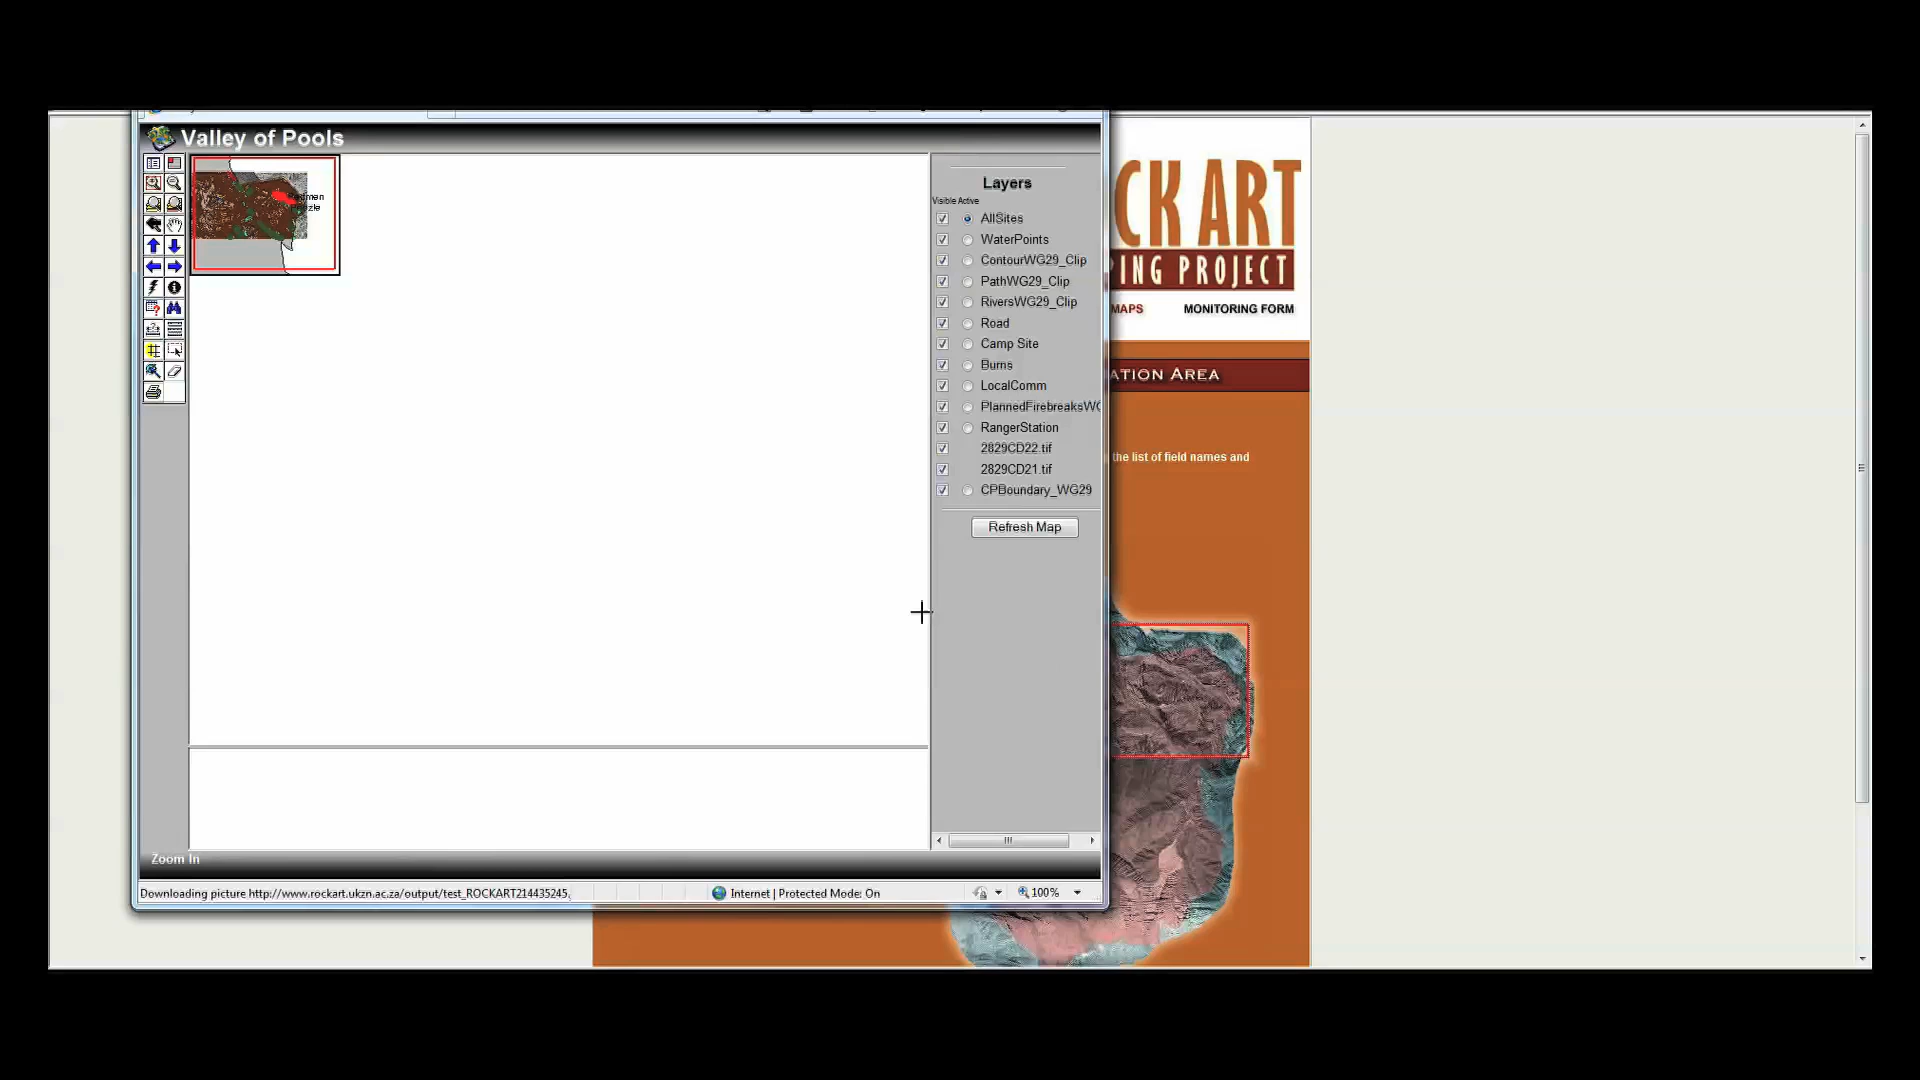 Valley of Pools
Layers
Visible Active
AllSites
WaterPoints
ContourWG29_Clip
PathWG29_Clip
RiversWG29_Clip
Road
Camp Site
Burns
LocalComm
PlannedFirebreaksWG
RangerStation
2829CD22.tif
2829CD21.tif
CPBoundary_WG29
Refresh Map
Zoom In
Downloading picture http://www.rockart.ukzn.ac.za/output/test_ROCKART214435245.
Internet | Protected Mode: On
100%
CK ART
ING PROJECT
MAPS MONITORING FORM
ATION AREA
the list of field names and